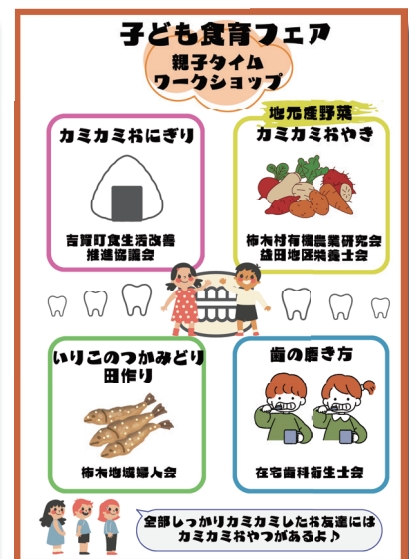 子ども食育フェア
親子タイム
ワークショップ
カミカミおにぎり
吉賀町食生活改善
推進協議会
地元産野菜
カミカミおやき
柿木村有機農業研究会
益田地区栄養士会
いりこのつかみどり
田作り
柿木地域婦人会
歯の磨き方
在宅歯科衛生士会
全部しっかりカミカミしたお友達には
カミカミおやつがあるよ♪